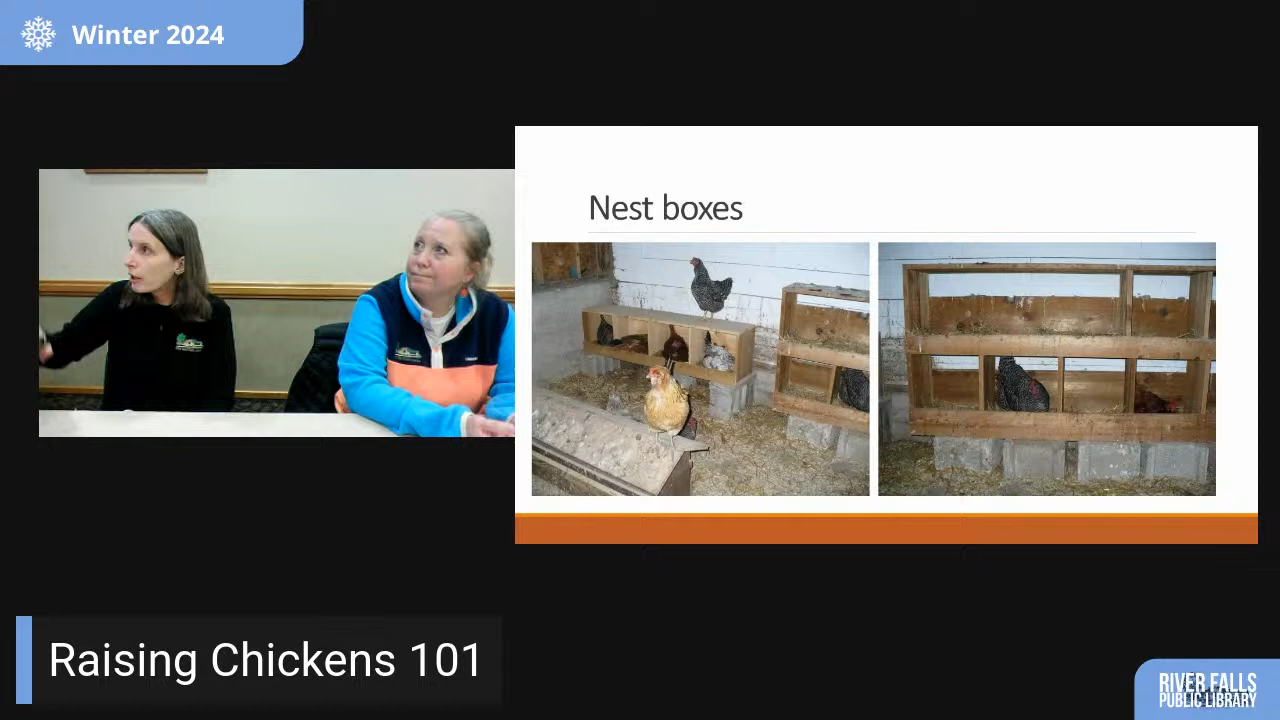 Winter 2024
Nest boxes
Raising Chickens 101
RIVER FALLS
PUBLIC LIBRARY